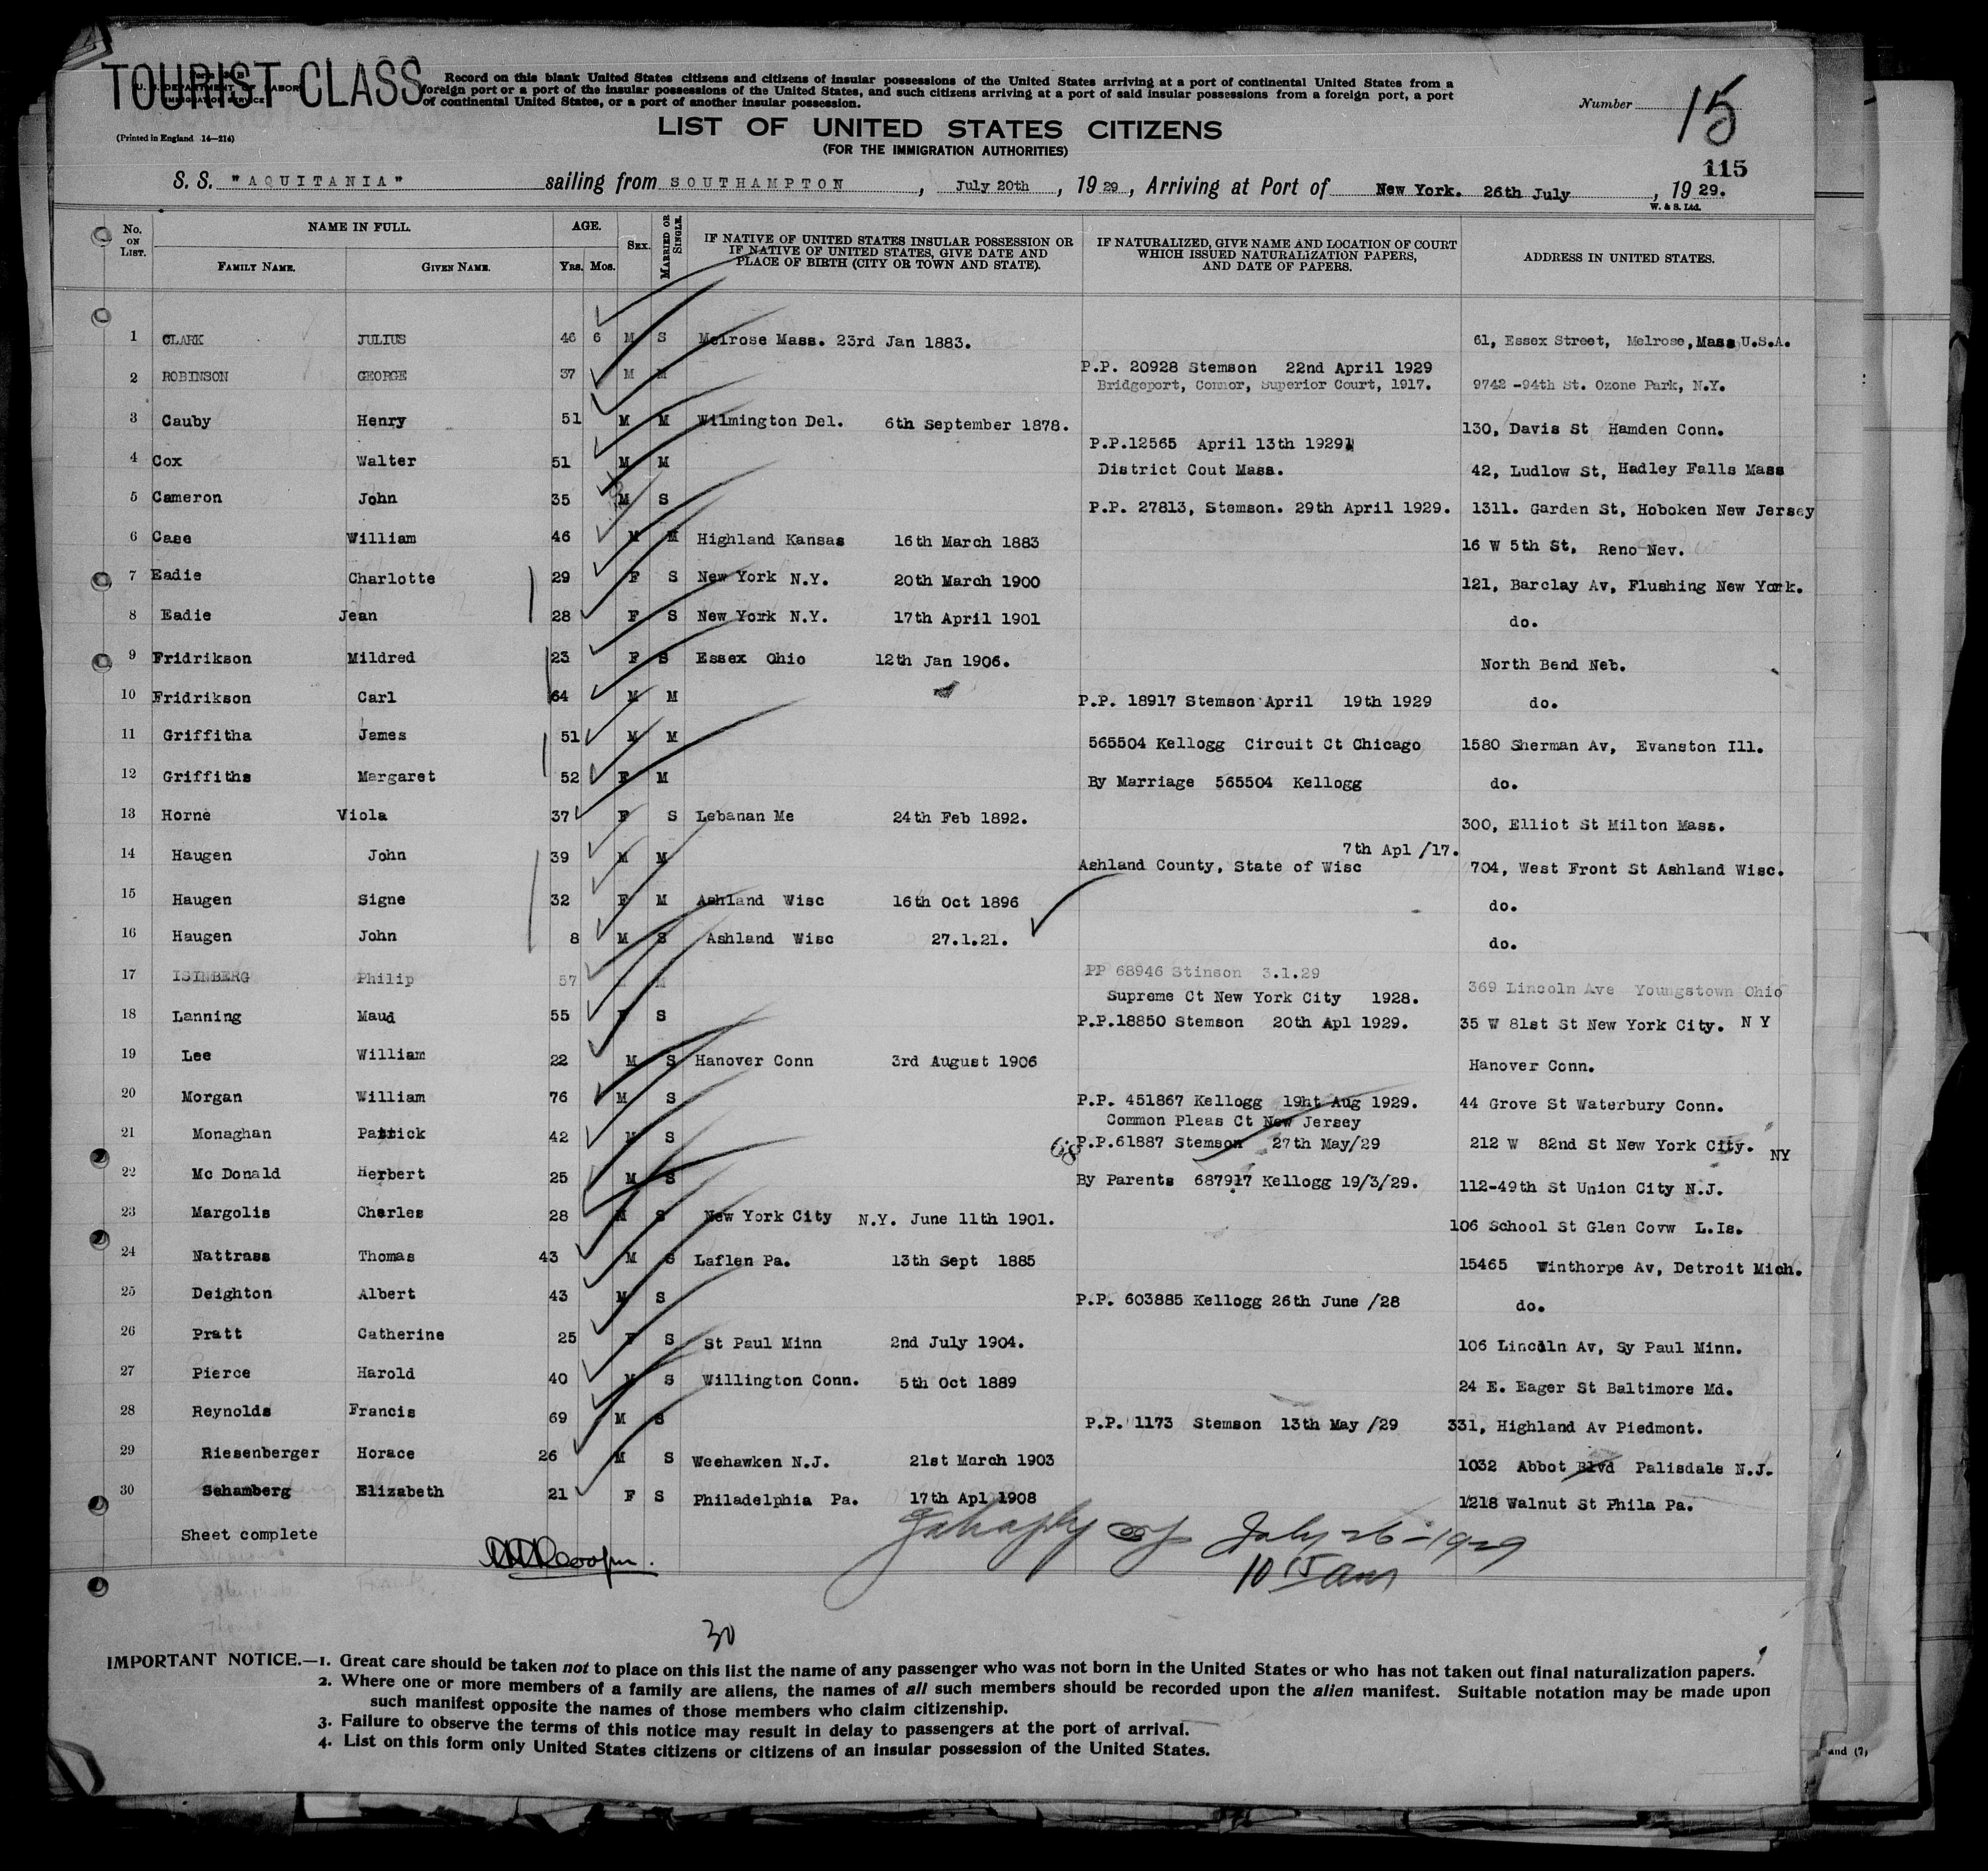 TOURIST CLASS
U. S. DEPARTMENT OF LABOR
IMMIGRATION SERVICE
(Printed in England 14—214)
Record on this blank United States citizens and citizens of insular possessions of the United States arriving at a port of continental United States from a
foreign port or a port of the insular possessions of the United States, and such citizens arriving at a port of said insular possessions from a foreign port, a port
of continental United States, or a port of another insular possession.
Number 15
LIST OF UNITED STATES CITIZENS
(FOR THE IMMIGRATION AUTHORITIES)
115
S. S. "AQUITANIA" sailing from SOUTHAMPTON, July 20th, 1929, Arriving at Port of New York. 26th July, 1929.
W. & S. Ltd.
No. ON LIST. NAME IN FULL. FAMILY NAME. GIVEN NAME. AGE. Yrs. Mos. SEX. MARRIED OR SINGLE. IF NATIVE OF UNITED STATES INSULAR POSSESSION OR IF NATIVE OF UNITED STATES, GIVE DATE AND PLACE OF BIRTH (CITY OR TOWN AND STATE). IF NATURALIZED, GIVE NAME AND LOCATION OF COURT WHICH ISSUED NATURALIZATION PAPERS, AND DATE OF PAPERS. ADDRESS IN UNITED STATES.
1 CLARK JULIUS 46 6 M S Melrose Mass. 23rd Jan 1883. 61, Essex Street, Melrose, Mass U.S.A.
2 ROBINSON GEORGE 37 M M P.P. 20928 Stemson 22nd April 1929
Bridgeport, Connor, Superior Court, 1917. 9742 -94th St. Ozone Park, N.Y.
3 Cauby Henry 51 M M Wilmington Del. 6th September 1878. 130, Davis St Hamden Conn.
4 Cox Walter 51 M M P.P.12565 April 13th 1929
District Cout Mass. 42, Ludlow St, Hadley Falls Mass
5 Cameron John 35 M S P.P. 27813, Stemson. 29th April 1929. 1311. Garden St, Hoboken New Jersey
6 Case William 46 M M Highland Kansas 16th March 1883 16 W 5th St, Reno Nev.
7 Eadie Charlotte 29 F S New York N.Y. 20th March 1900 121, Barclay Av, Flushing New York.
8 Eadie Jean 28 F S New York N.Y. 17th April 1901 do.
9 Fridrikson Mildred 23 F S Essex Ohio 12th Jan 1906. North Bend Neb.
10 Fridrikson Carl 64 M M P.P. 18917 Stemson April 19th 1929 do.
11 Griffitha James 51 M M 565504 Kellogg Circuit Ct Chicago 1580 Sherman Av, Evanston Ill.
12 Griffiths Margaret 52 F M By Marriage 565504 Kellogg do.
13 Horne Viola 37 F S Lebanan Me 24th Feb 1892. 300, Elliot St Milton Mass.
14 Haugen John 39 M M 7th Apl /17.
Ashland County, State of Wisc 704, West Front St Ashland Wisc.
15 Haugen Signe 32 F M Ashland Wisc 16th Oct 1896 do.
16 Haugen John 8 M S Ashland Wisc 27.1.21. do.
17 ISINBERG Philip 57 M PP 68946 Stinson 3.1.29
Supreme Ct New York City 1928. 369 Lincoln Ave Youngstown Ohio
18 Lanning Maud 55 F S P.P.18850 Stemson 20th Apl 1929. 35 W 81st St New York City. N Y
19 Lee William 22 M S Hanover Conn 3rd August 1906 Hanover Conn.
20 Morgan William 76 M S P.P. 451867 Kellogg 19ht Aug 1929. 44 Grove St Waterbury Conn.
Common Pleas Ct New Jersey
21 Monaghan Patrick 42 M S P.P.61887 Stemson 27th May/29 212 W 82nd St New York City. NY
68
22 Mc Donald Herbert 25 M S By Parents 687917 Kellogg 19/3/29. 112-49th St Union City N.J.
23 Margolis Charles 28 M S New York City N.Y. June 11th 1901. 106 School St Glen Covw L.Is.
24 Nattrass Thomas 43 M S Laflen Pa. 13th Sept 1885 15465 Winthorpe Av, Detroit Mich.
25 Deighton Albert 43 M S P.P. 603885 Kellogg 26th June /28 do.
26 Pratt Catherine 25 F S St Paul Minn 2nd July 1904. 106 Lincoln Av, Sy Paul Minn.
27 Pierce Harold 40 M S Willington Conn. 5th Oct 1889 24 E. Eager St Baltimore Md.
28 Reynolds Francis 69 M S P.P. 1173 Stemson 13th May /29 331, Highland Av Piedmont.
29 Riesenberger Horace 26 M S Weehawken N.J. 21st March 1903 1032 Abbot Blvd Palisdale N.J.
30 Schamberg Elizabeth 21 F S Philadelphia Pa. 17th Apl 1908 1218 Walnut St Phila Pa.
Sheet complete
July 26-1929
10 15 am
30
IMPORTANT NOTICE.—1. Great care should be taken not to place on this list the name of any passenger who was not born in the United States or who has not taken out final naturalization papers.
2. Where one or more members of a family are aliens, the names of all such members should be recorded upon the alien manifest. Suitable notation may be made upon
such manifest opposite the names of those members who claim citizenship.
3. Failure to observe the terms of this notice may result in delay to passengers at the port of arrival.
4. List on this form only United States citizens or citizens of an insular possession of the United States.
and (7)